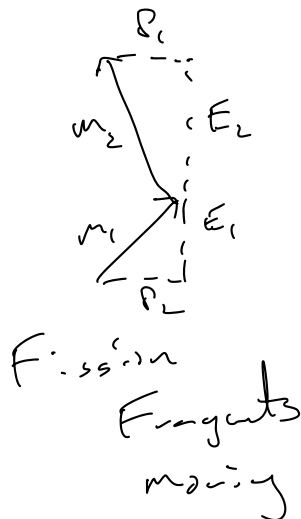 P₁
m₂
E₂
m₁
E₁
P₂
Fission
Fragments
moving